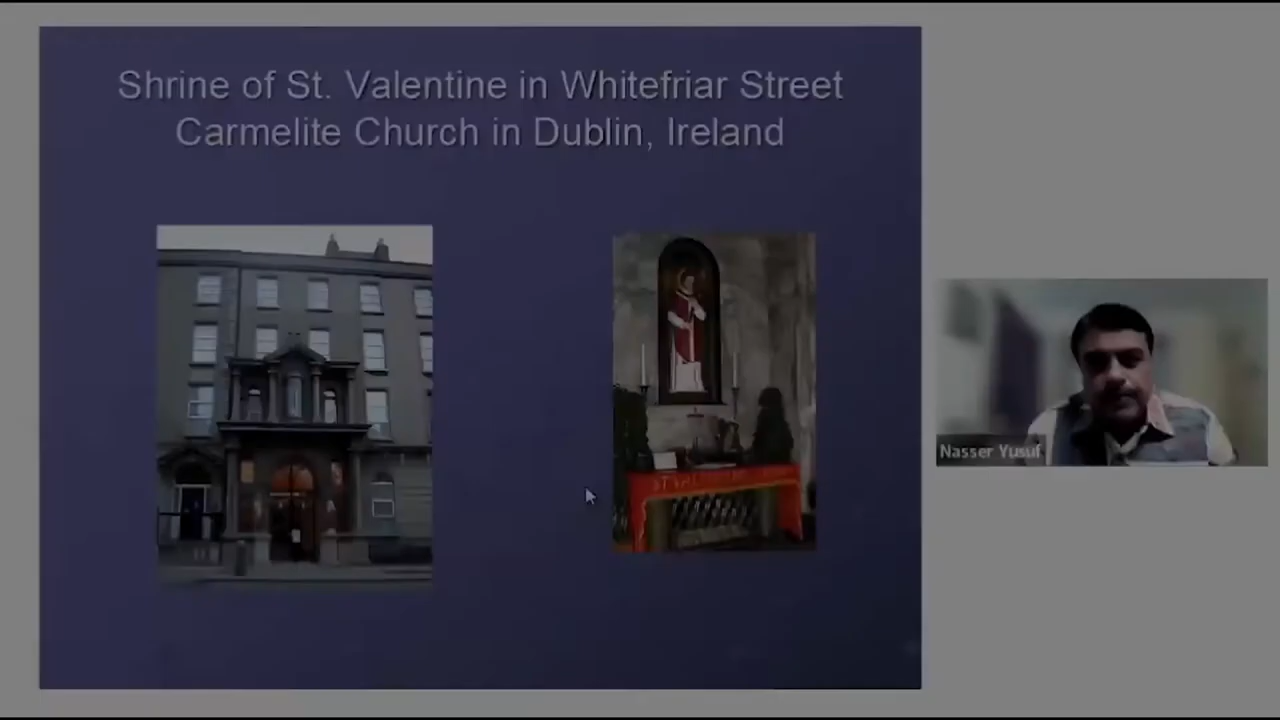 Shrine of St. Valentine in Whitefriar Street
Carmelite Church in Dublin, Ireland
Nasser Yusuf